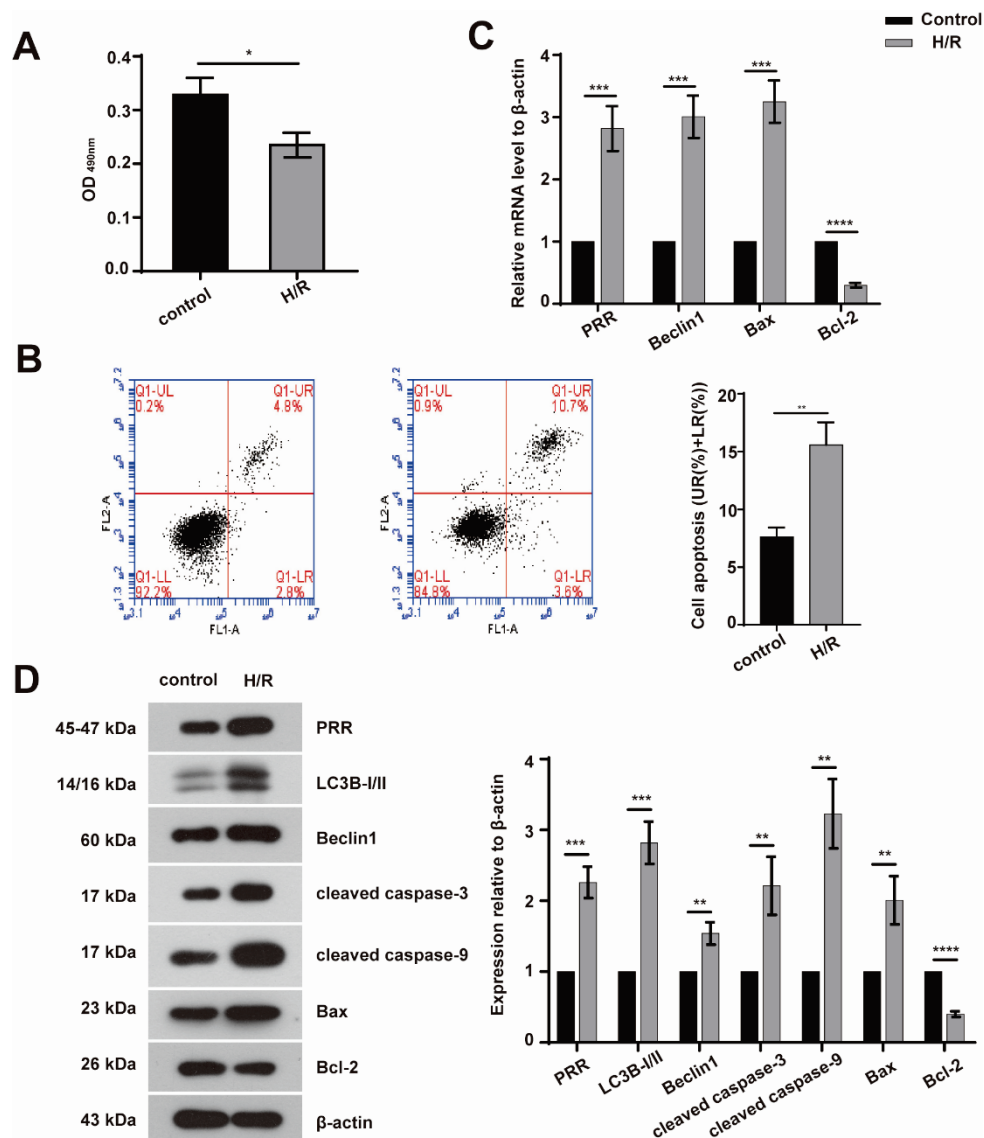 A
*
0.4
0.3
0.2
0.1
0.0
OD 490nm
control
H/R
C
Control
H/R
Relative mRNA level to β-actin
4
3
2
1
0
***
***
***
****
PRR
Beclin1
Bax
Bcl-2
B
Q1-UL
0.2%
Q1-UR
4.8%
Q1-LL
92.2%
Q1-LR
2.8%
FL2-A
FL1-A
Q1-UL
0.9%
Q1-UR
10.7%
Q1-LL
84.8%
Q1-LR
3.6%
FL2-A
FL1-A
Cell apoptosis (UR(%)+LR(%))
20
15
10
5
0
**
control
H/R
D
control H/R
45-47 kDa PRR
14/16 kDa LC3B-I/II
60 kDa Beclin1
17 kDa cleaved caspase-3
17 kDa cleaved caspase-9
23 kDa Bax
26 kDa Bcl-2
43 kDa β-actin
Expression relative to β-actin
4
3
2
1
0
***
***
**
**
**
**
****
PRR
LC3B-I/II
Beclin1
cleaved caspase-3
cleaved caspase-9
Bax
Bcl-2